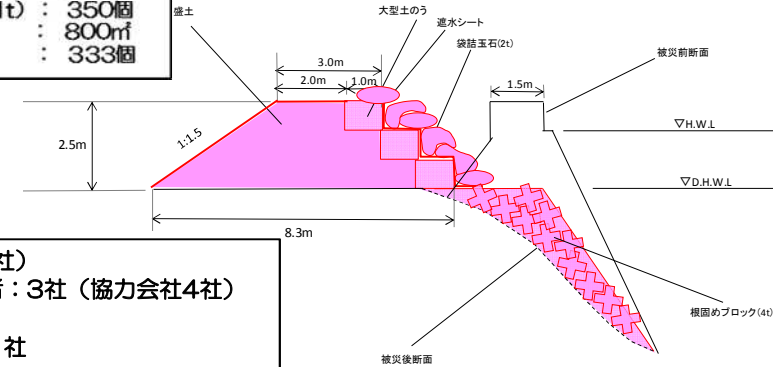 t) : 350個
: 800㎡
: 333個
盛土
大型土のう
遮水シート
袋詰玉石(2t)
被災前断面
3.0m
2.0m
1.0m
1.5m
▽H.W.L
2.5m
1:1.5
▽D.H.W.L
8.3m
社)
:3社(協力会社4社)
社
根固めブロック(4t)
被災後断面